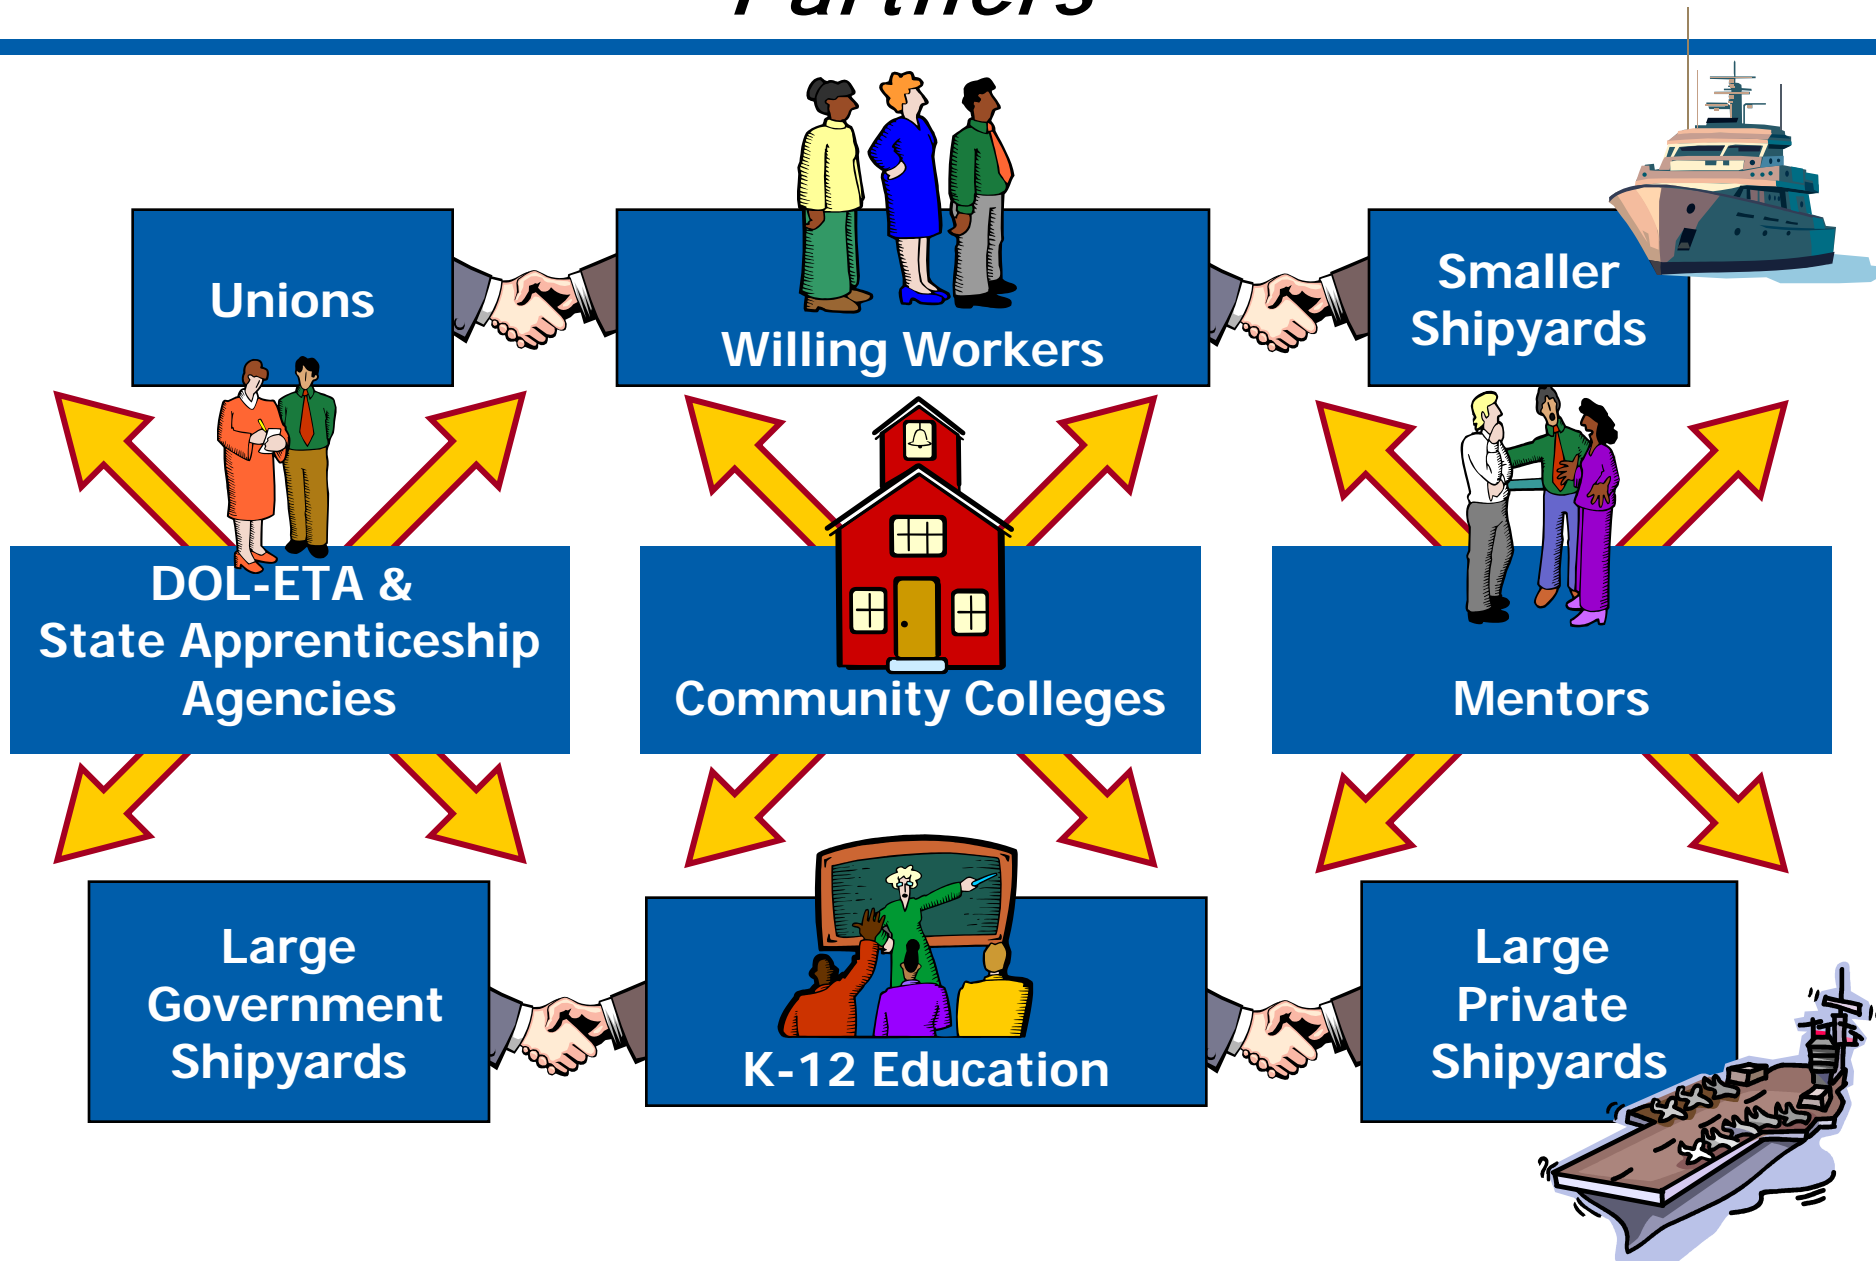 Partners
Unions
Willing Workers
Smaller
Shipyards
DOL-ETA &
State Apprenticeship
Agencies
Community Colleges
Mentors
Large
Government
Shipyards
K-12 Education
Large
Private
Shipyards